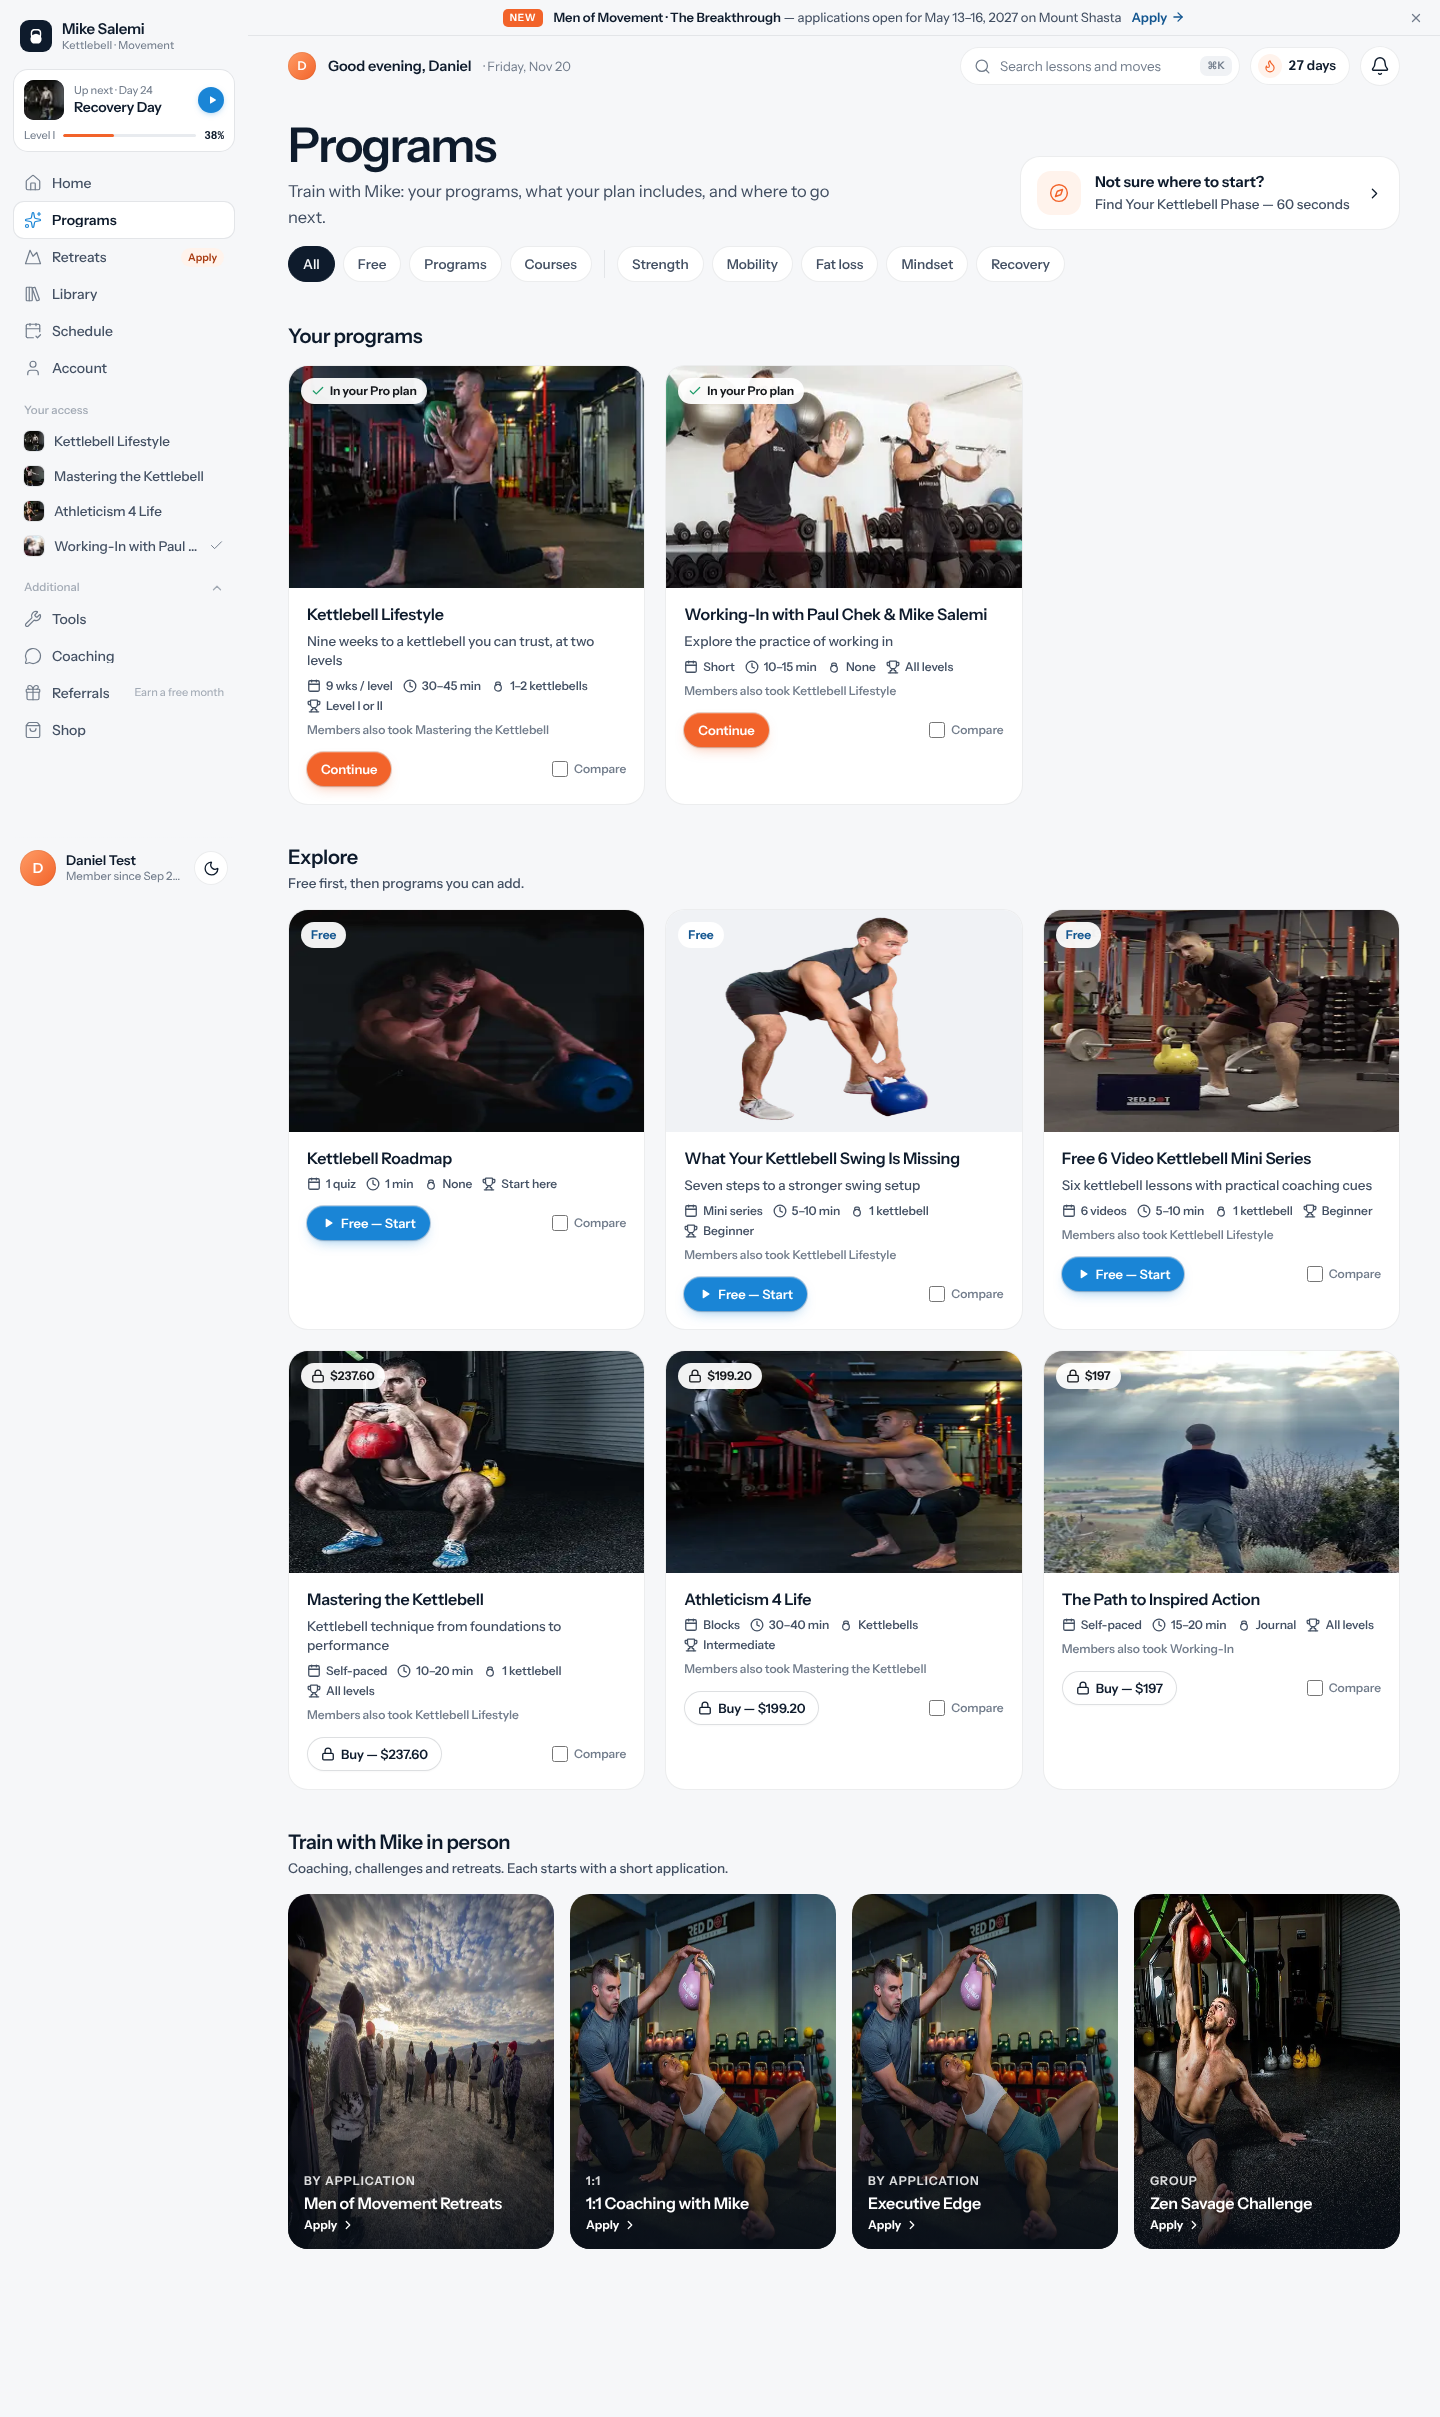 Mike Salemi
Kettlebell · Movement
Up next · Day 24
Recovery Day
Level I
38%
Home
Programs
Retreats
Apply
Library
Schedule
Account
Your access
Kettlebell Lifestyle
Mastering the Kettlebell
Athleticism 4 Life
Working-In with Paul ...
Additional
Tools
Coaching
Referrals
Earn a free month
Shop
D
Daniel Test
Member since Sep 2...
NEW Men of Movement · The Breakthrough — applications open for May 13–16, 2027 on Mount Shasta Apply →
D
Good evening, Daniel · Friday, Nov 20
Search lessons and moves ⌘K
27 days
Programs
Train with Mike: your programs, what your plan includes, and where to go
next.
Not sure where to start?
Find Your Kettlebell Phase — 60 seconds
All Free Programs Courses Strength Mobility Fat loss Mindset Recovery
Your programs
In your Pro plan
Kettlebell Lifestyle
Nine weeks to a kettlebell you can trust, at two
levels
9 wks / level 30–45 min 1–2 kettlebells
Level I or II
Members also took Mastering the Kettlebell
Continue Compare
In your Pro plan
Working-In with Paul Chek & Mike Salemi
Explore the practice of working in
Short 10–15 min None All levels
Members also took Kettlebell Lifestyle
Continue Compare
Explore
Free first, then programs you can add.
Free
Kettlebell Roadmap
1 quiz 1 min None Start here
Free — Start Compare
Free
What Your Kettlebell Swing Is Missing
Seven steps to a stronger swing setup
Mini series 5–10 min 1 kettlebell
Beginner
Members also took Kettlebell Lifestyle
Free — Start Compare
Free
RED DOT
Free 6 Video Kettlebell Mini Series
Six kettlebell lessons with practical coaching cues
6 videos 5–10 min 1 kettlebell Beginner
Members also took Kettlebell Lifestyle
Free — Start Compare
$237.60
Mastering the Kettlebell
Kettlebell technique from foundations to
performance
Self-paced 10–20 min 1 kettlebell
All levels
Members also took Kettlebell Lifestyle
Buy — $237.60 Compare
$199.20
Athleticism 4 Life
Blocks 30–40 min Kettlebells
Intermediate
Members also took Mastering the Kettlebell
Buy — $199.20 Compare
$197
The Path to Inspired Action
Self-paced 15–20 min Journal All levels
Members also took Working-In
Buy — $197 Compare
Train with Mike in person
Coaching, challenges and retreats. Each starts with a short application.
BY APPLICATION
Men of Movement Retreats
Apply
RED DOT
1:1
1:1 Coaching with Mike
Apply
RED DOT
BY APPLICATION
Executive Edge
Apply
GROUP
Zen Savage Challenge
Apply